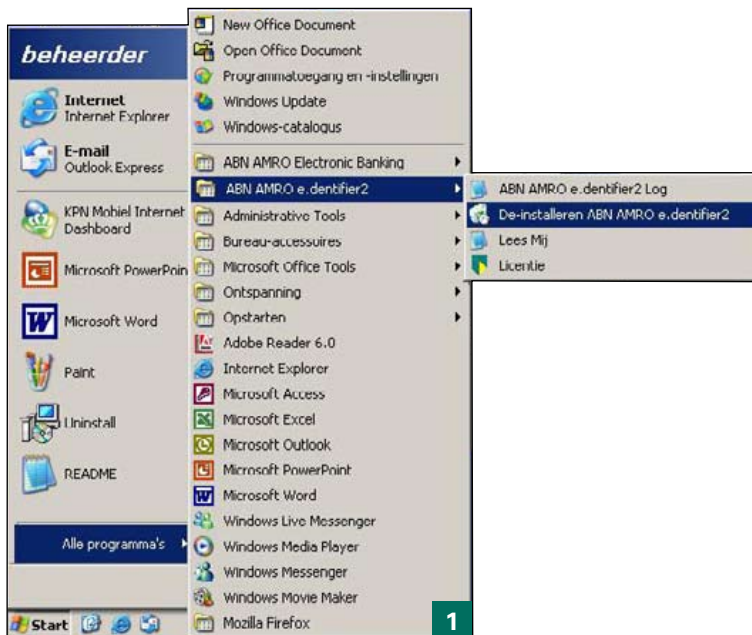 beheerder
Internet
Internet Explorer
E-mail
Outlook Express
KPN Mobiel Internet
Dashboard
Microsoft PowerPoin
Microsoft Word
Paint
Uninstall
README
Alle programma's
Start
New Office Document
Open Office Document
Programmatoegang en -instellingen
Windows Update
Windows-catalogus
ABN AMRO Electronic Banking
ABN AMRO e.dentifier2
Administrative Tools
Bureau-accessoires
Microsoft Office Tools
Ontspanning
Opstarten
Adobe Reader 6.0
Internet Explorer
Microsoft Access
Microsoft Excel
Microsoft Outlook
Microsoft PowerPoint
Microsoft Word
Windows Live Messenger
Windows Media Player
Windows Messenger
Windows Movie Maker
Mozilla Firefox
ABN AMRO e.dentifier2 Log
De-installeren ABN AMRO e.dentifier2
Lees Mij
Licentie
1